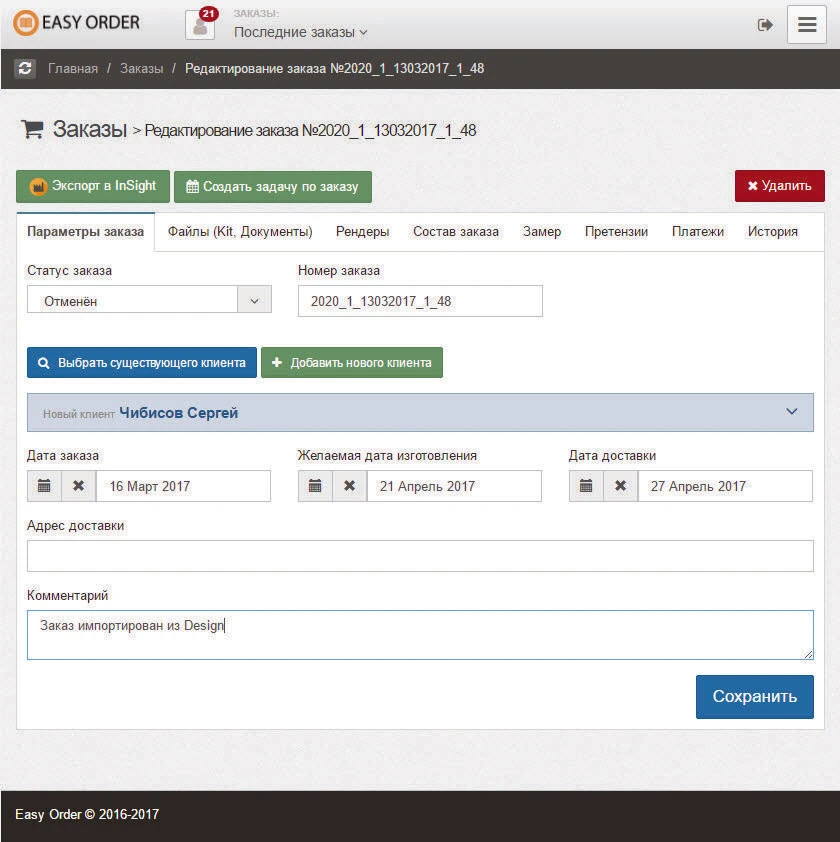 EASY ORDER
21
ЗАКАЗЫ:
Последние заказы
Главная / Заказы / Редактирование заказа №2020_1_13032017_1_48
Заказы > Редактирование заказа №2020_1_13032017_1_48
Экспорт в InSight Создать задачу по заказу Удалить
Параметры заказа Файлы (Kit, Документы) Рендеры Состав заказа Замер Претензии Платежи История
Статус заказа Номер заказа
Отменён 2020_1_13032017_1_48
Выбрать существующего клиента Добавить нового клиента
Новый клиент Чибисов Сергей
Дата заказа Желаемая дата изготовления Дата доставки
16 Март 2017 21 Апрель 2017 27 Апрель 2017
Адрес доставки
Комментарий
Заказ импортирован из Design
Сохранить
Easy Order © 2016-2017